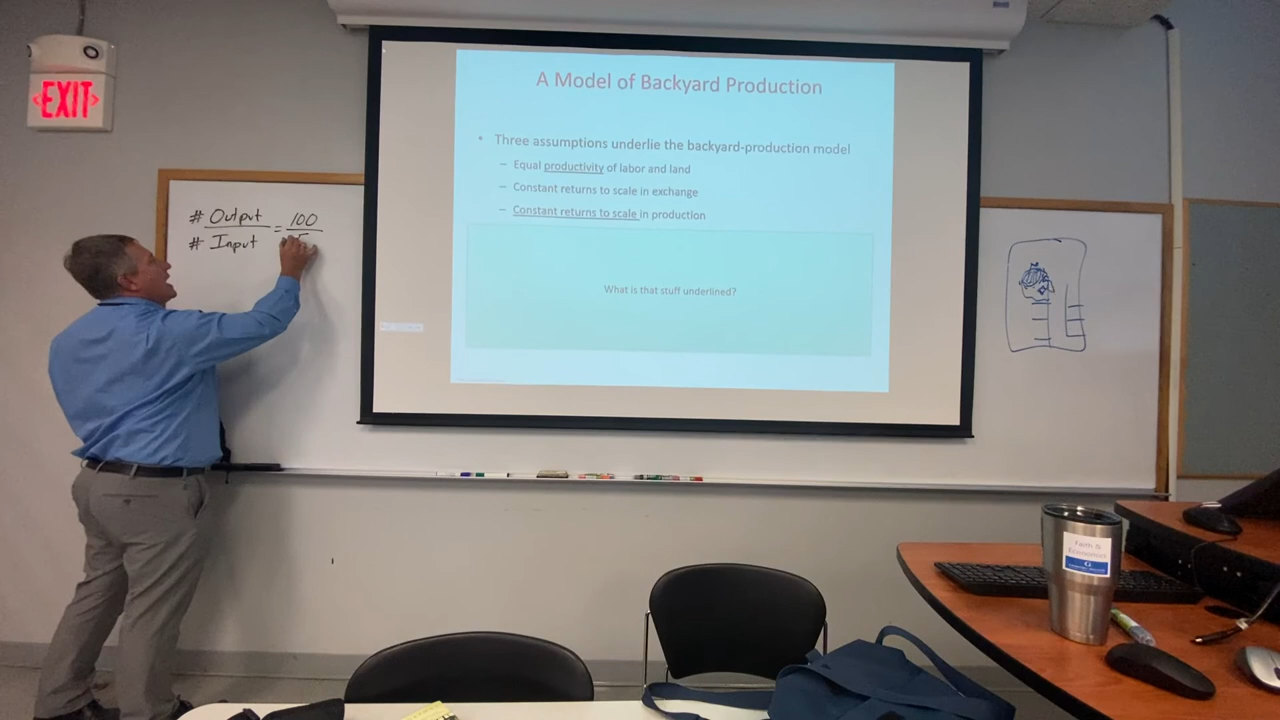 EXIT
# Output
# Input
= 100
A Model of Backyard Production
• Three assumptions underlie the backyard-production model
– Equal productivity of labor and land
– Constant returns to scale in exchange
– Constant returns to scale in production
What is that stuff underlined?
Faith &
Economics